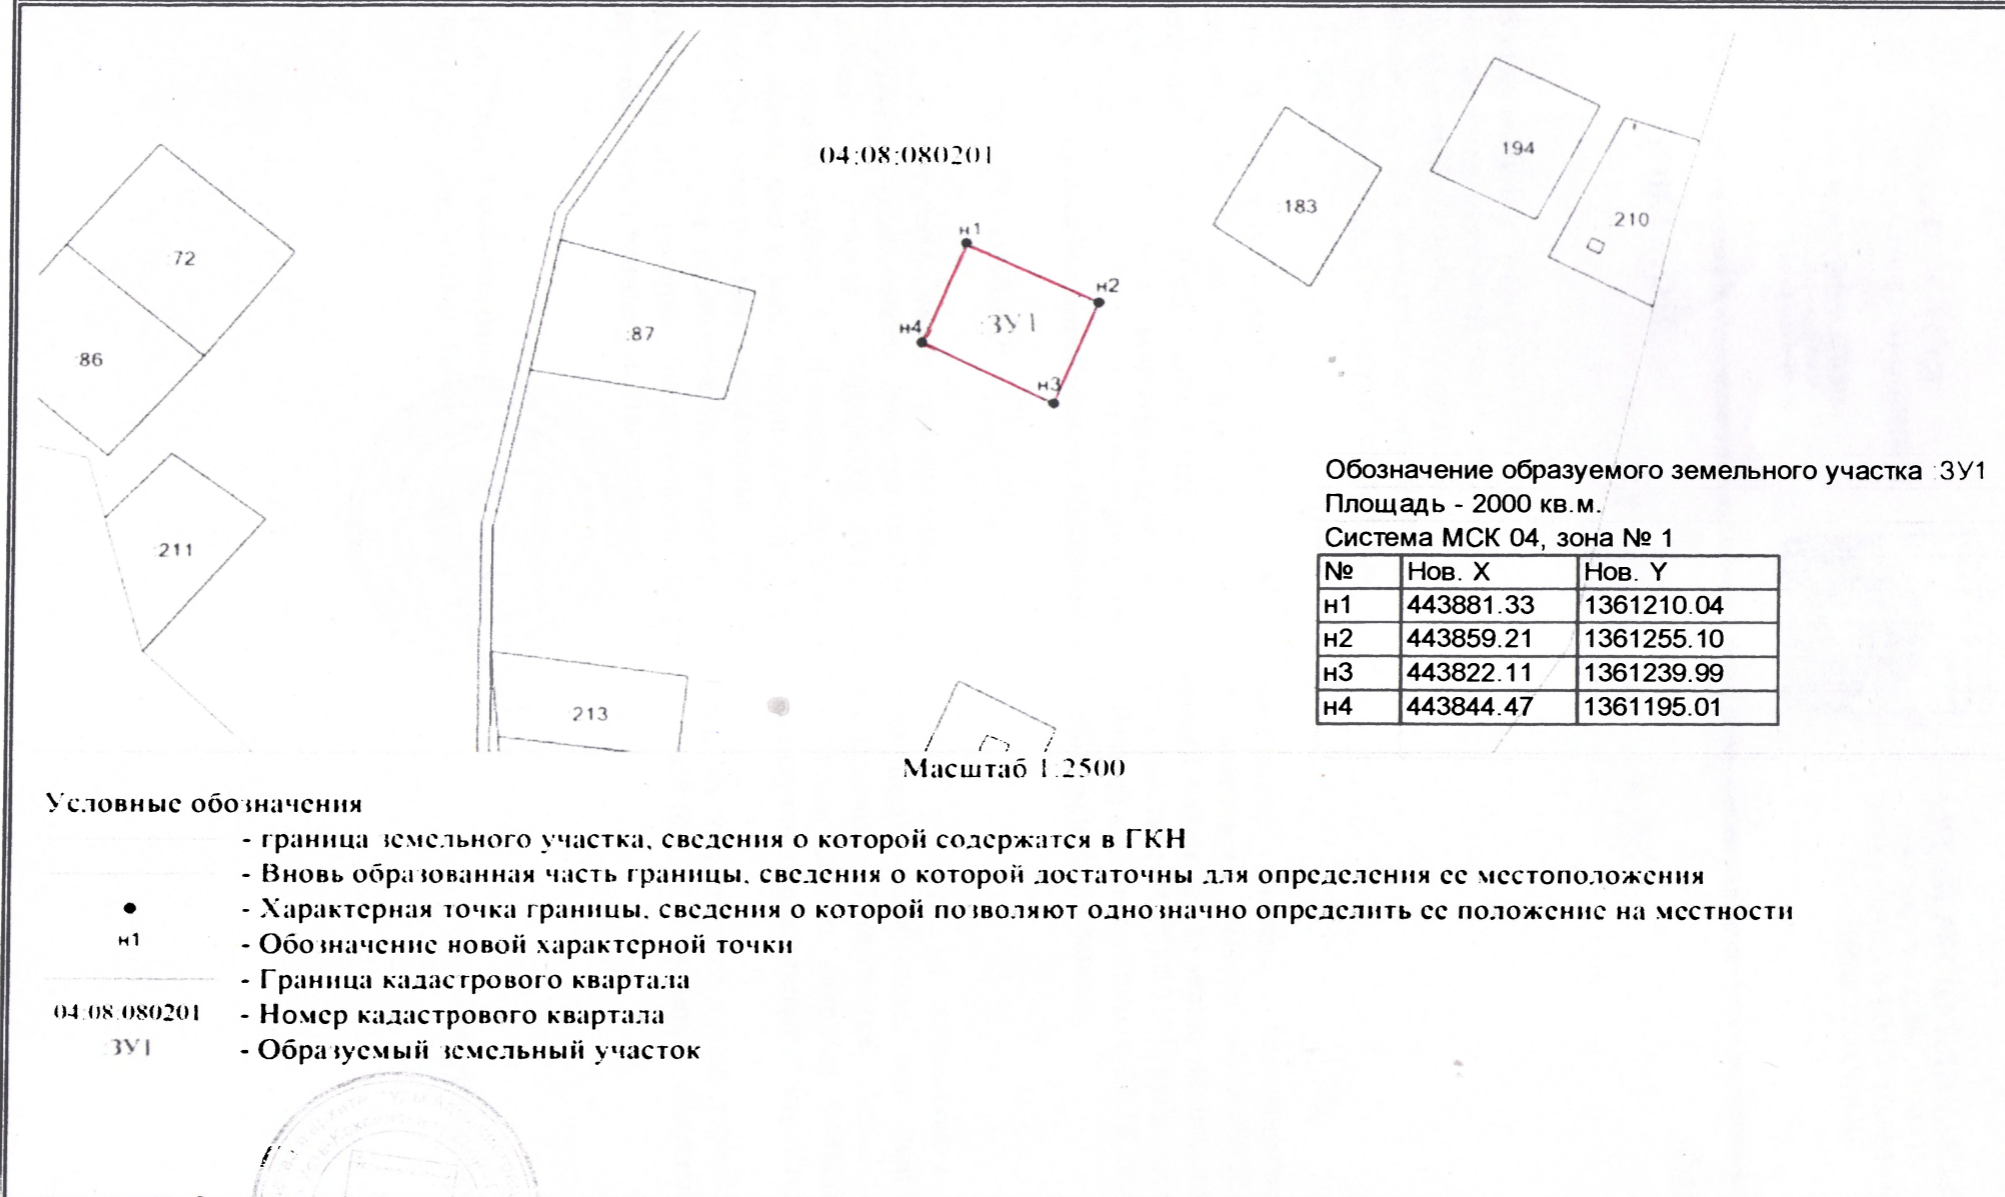 04:08:080201
194
:183
210
н1
:72
н2
:ЗУ1
:87
н4
:86
н3
Обозначение образуемого земельного участка :ЗУ1
Площадь - 2000 кв.м.
Система МСК 04, зона № 1
№ Нов. X Нов. Y
н1 443881.33 1361210.04
н2 443859.21 1361255.10
н3 443822.11 1361239.99
н4 443844.47 1361195.01
:211
:213
Масштаб 1:2500
Условные обозначения
- граница земельного участка, сведения о которой содержатся в ГКН
- Вновь образованная часть границы, сведения о которой достаточны для определения ее местоположения
- Характерная точка границы, сведения о которой позволяют однозначно определить ее положение на местности
н1 - Обозначение новой характерной точки
- Граница кадастрового квартала
04:08:080201 - Номер кадастрового квартала
:ЗУ1 - Образуемый земельный участок